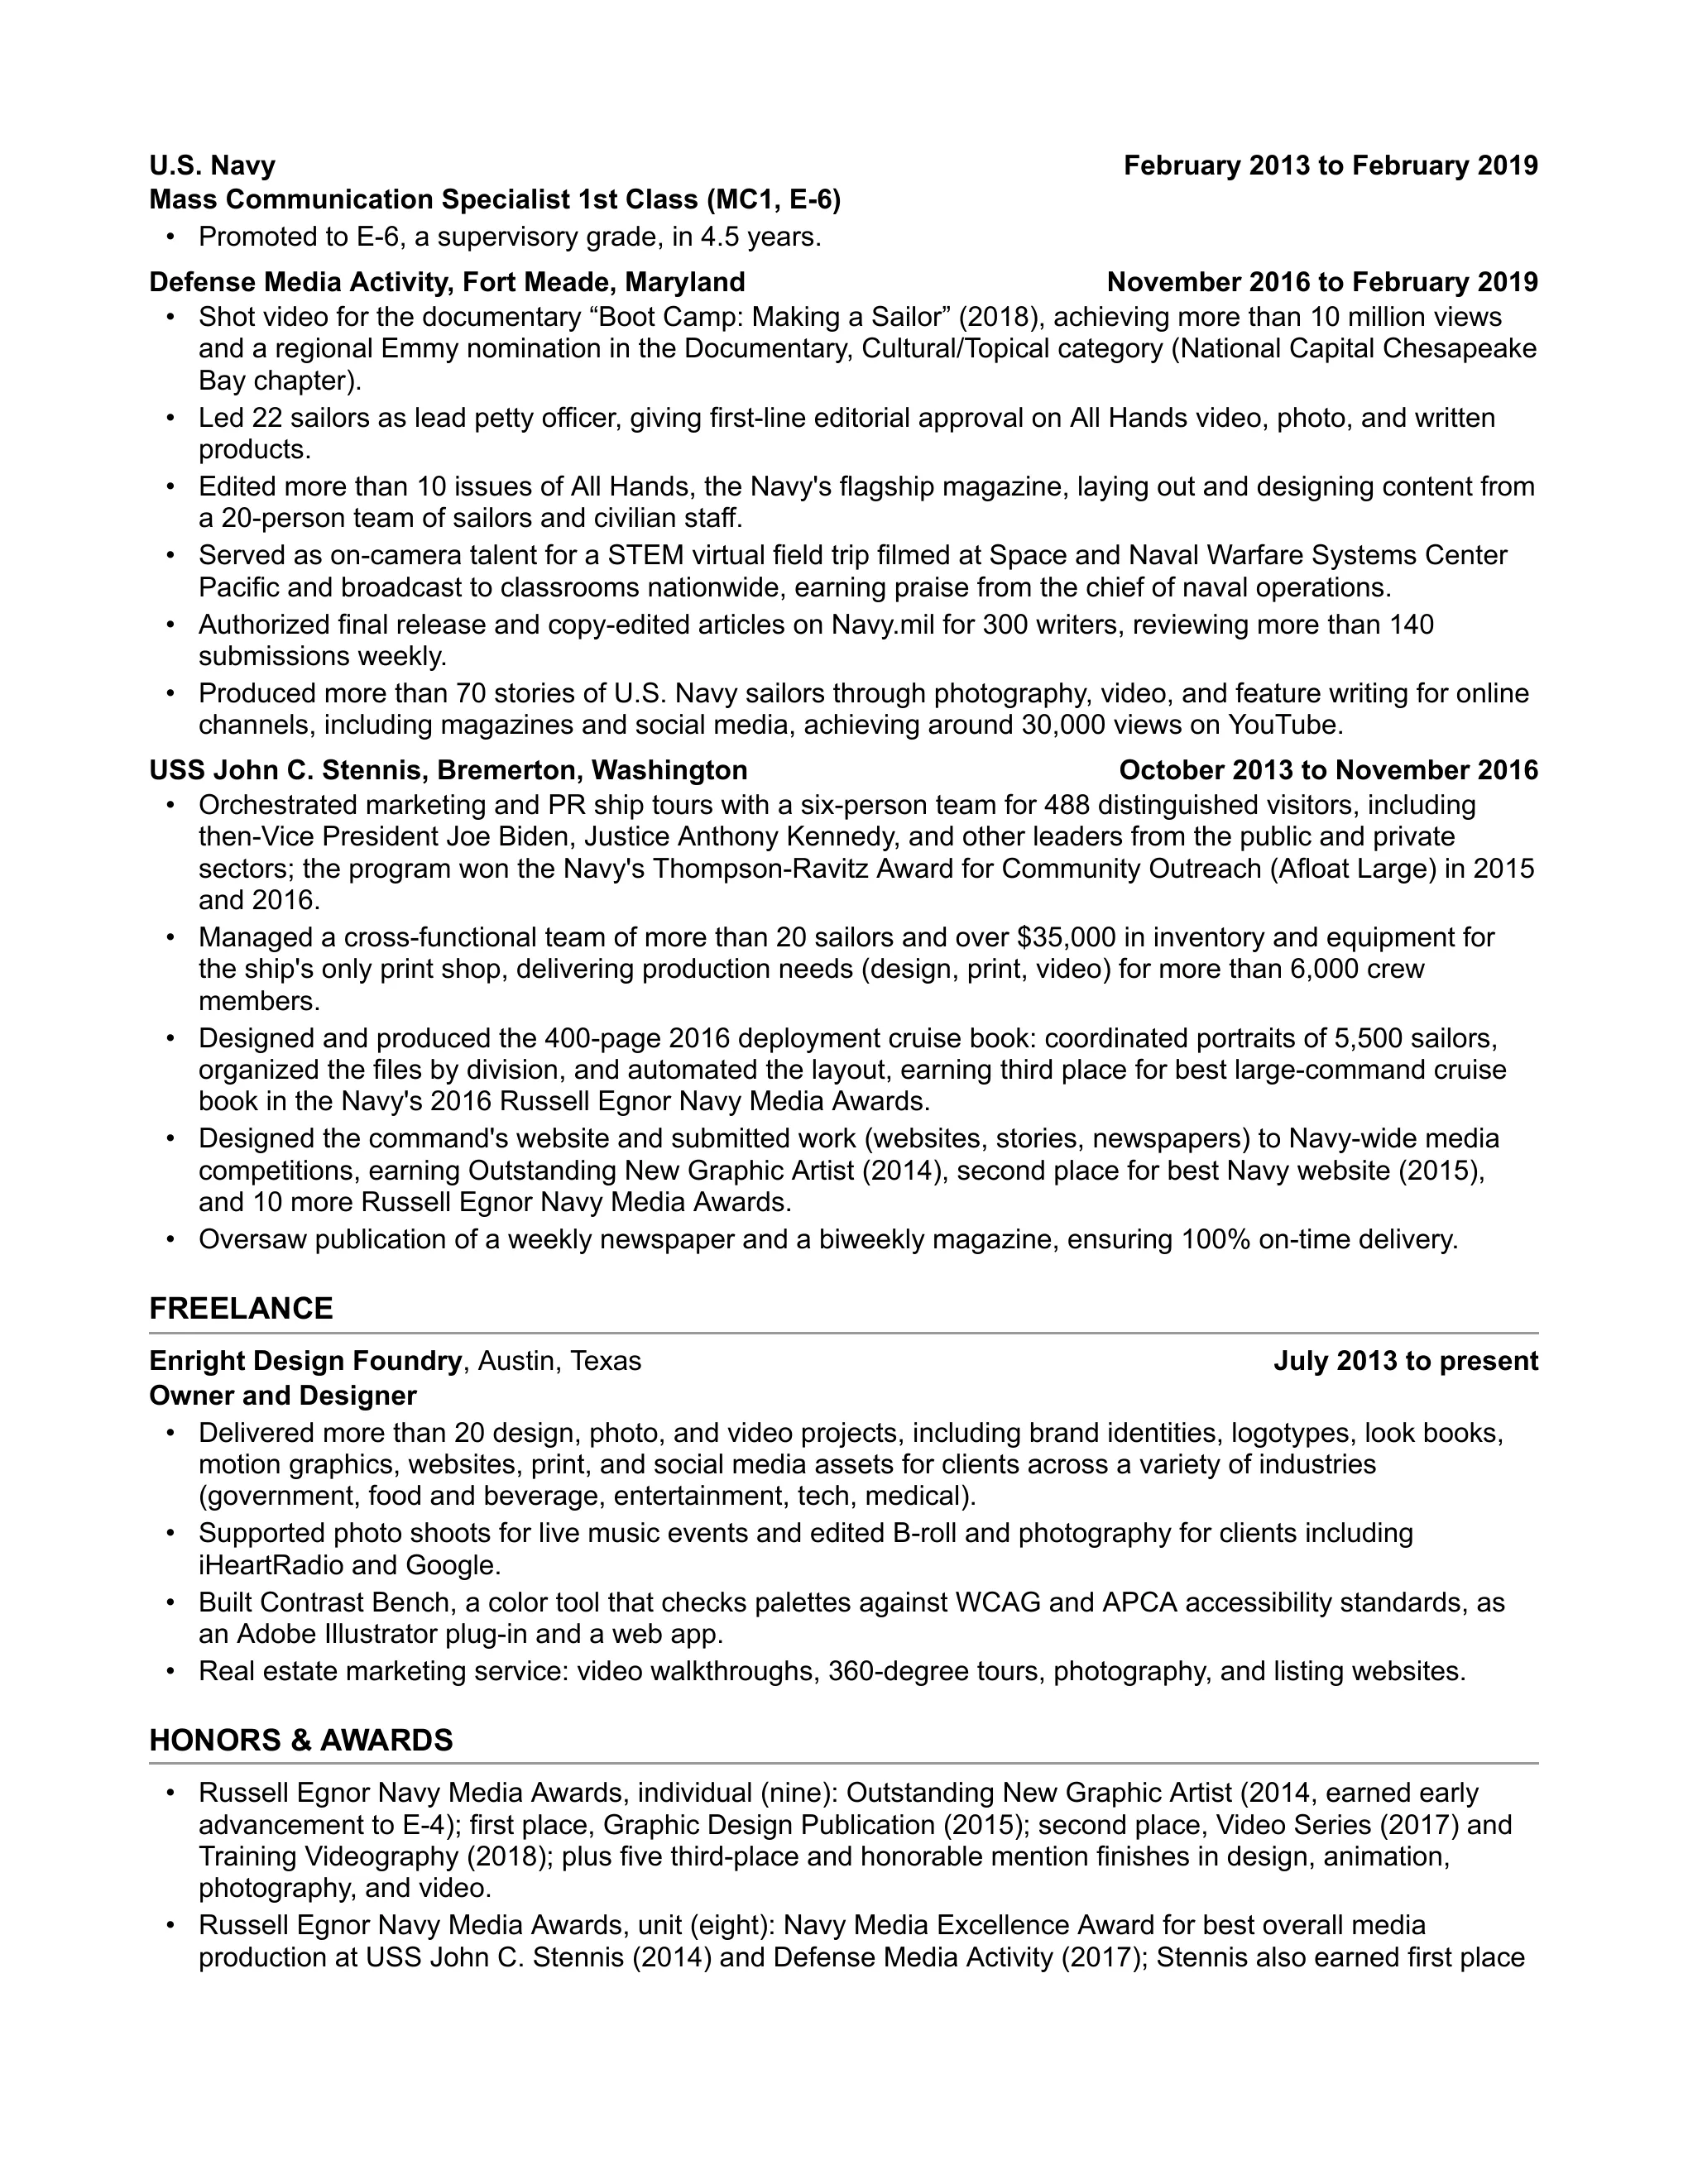 U.S. Navy February 2013 to February 2019
Mass Communication Specialist 1st Class (MC1, E-6)
• Promoted to E-6, a supervisory grade, in 4.5 years.
Defense Media Activity, Fort Meade, Maryland November 2016 to February 2019
• Shot video for the documentary “Boot Camp: Making a Sailor” (2018), achieving more than 10 million views
and a regional Emmy nomination in the Documentary, Cultural/Topical category (National Capital Chesapeake
Bay chapter).
• Led 22 sailors as lead petty officer, giving first-line editorial approval on All Hands video, photo, and written
products.
• Edited more than 10 issues of All Hands, the Navy's flagship magazine, laying out and designing content from
a 20-person team of sailors and civilian staff.
• Served as on-camera talent for a STEM virtual field trip filmed at Space and Naval Warfare Systems Center
Pacific and broadcast to classrooms nationwide, earning praise from the chief of naval operations.
• Authorized final release and copy-edited articles on Navy.mil for 300 writers, reviewing more than 140
submissions weekly.
• Produced more than 70 stories of U.S. Navy sailors through photography, video, and feature writing for online
channels, including magazines and social media, achieving around 30,000 views on YouTube.
USS John C. Stennis, Bremerton, Washington October 2013 to November 2016
• Orchestrated marketing and PR ship tours with a six-person team for 488 distinguished visitors, including
then-Vice President Joe Biden, Justice Anthony Kennedy, and other leaders from the public and private
sectors; the program won the Navy's Thompson-Ravitz Award for Community Outreach (Afloat Large) in 2015
and 2016.
• Managed a cross-functional team of more than 20 sailors and over $35,000 in inventory and equipment for
the ship's only print shop, delivering production needs (design, print, video) for more than 6,000 crew
members.
• Designed and produced the 400-page 2016 deployment cruise book: coordinated portraits of 5,500 sailors,
organized the files by division, and automated the layout, earning third place for best large-command cruise
book in the Navy's 2016 Russell Egnor Navy Media Awards.
• Designed the command's website and submitted work (websites, stories, newspapers) to Navy-wide media
competitions, earning Outstanding New Graphic Artist (2014), second place for best Navy website (2015),
and 10 more Russell Egnor Navy Media Awards.
• Oversaw publication of a weekly newspaper and a biweekly magazine, ensuring 100% on-time delivery.
FREELANCE
Enright Design Foundry, Austin, Texas July 2013 to present
Owner and Designer
• Delivered more than 20 design, photo, and video projects, including brand identities, logotypes, look books,
motion graphics, websites, print, and social media assets for clients across a variety of industries
(government, food and beverage, entertainment, tech, medical).
• Supported photo shoots for live music events and edited B-roll and photography for clients including
iHeartRadio and Google.
• Built Contrast Bench, a color tool that checks palettes against WCAG and APCA accessibility standards, as
an Adobe Illustrator plug-in and a web app.
• Real estate marketing service: video walkthroughs, 360-degree tours, photography, and listing websites.
HONORS & AWARDS
• Russell Egnor Navy Media Awards, individual (nine): Outstanding New Graphic Artist (2014, earned early
advancement to E-4); first place, Graphic Design Publication (2015); second place, Video Series (2017) and
Training Videography (2018); plus five third-place and honorable mention finishes in design, animation,
photography, and video.
• Russell Egnor Navy Media Awards, unit (eight): Navy Media Excellence Award for best overall media
production at USS John C. Stennis (2014) and Defense Media Activity (2017); Stennis also earned first place